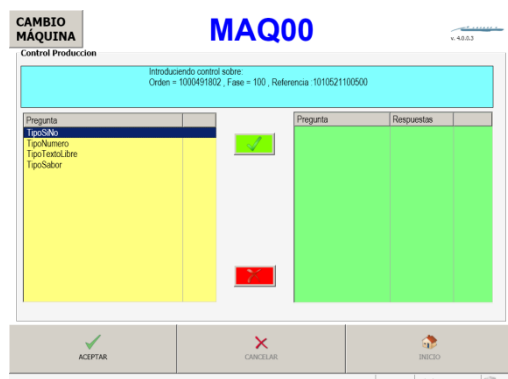 CAMBIO
MÁQUINA
MAQ00
v. 4.0.0.3
Control Produccion
Introduciendo control sobre:
Orden = 1000491802 , Fase = 100 , Referencia :1010521100500
Pregunta
TipoSiNo
TipoNumero
TipoTextoLibre
TipoSabor
Pregunta Respuestas
ACEPTAR
CANCELAR
INICIO